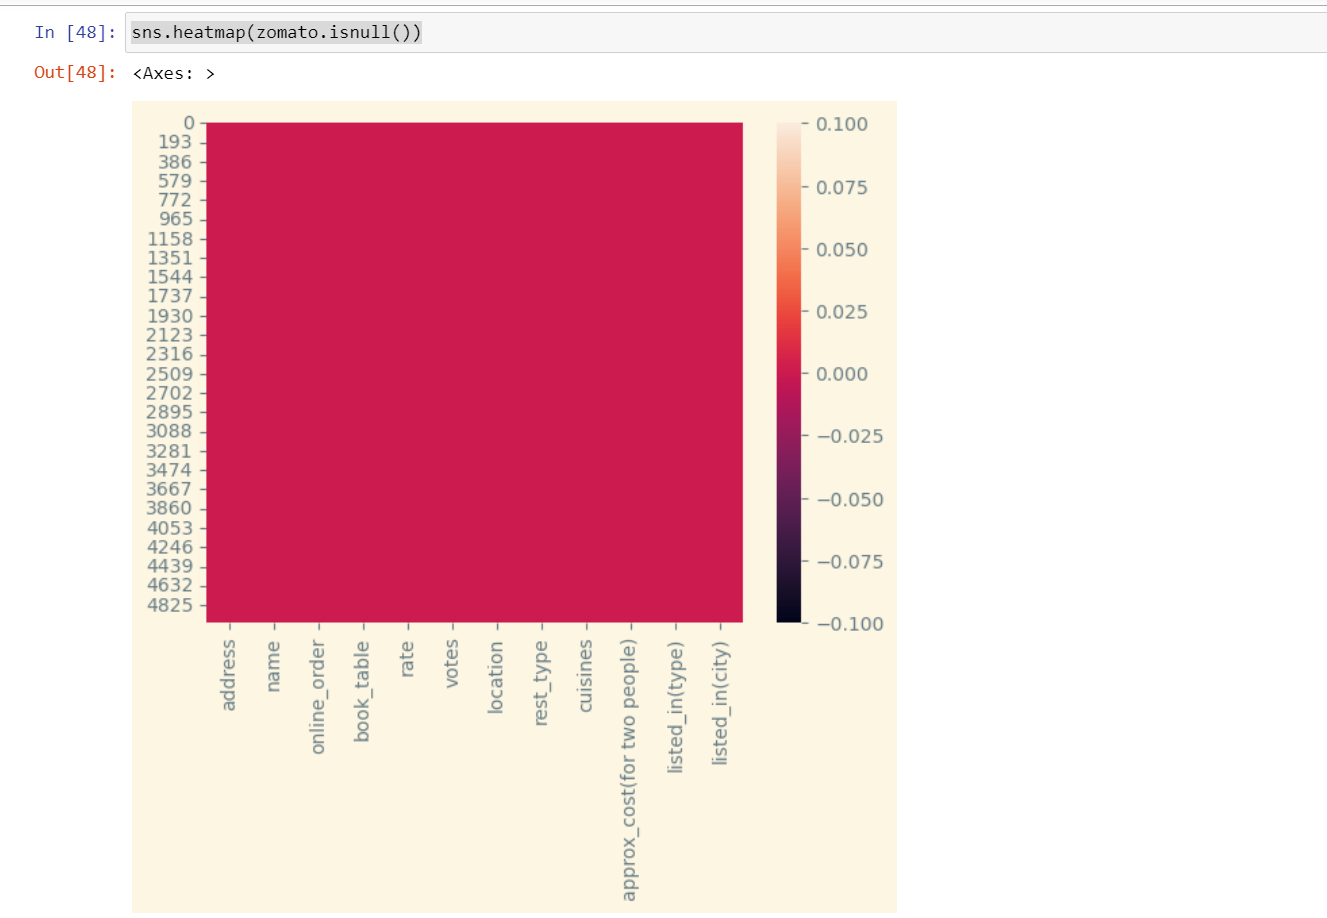 In [48]: sns.heatmap(zomato.isnull())
Out[48]: <Axes: >
0
193
386
579
772
965
1158
1351
1544
1737
1930
2123
2316
2509
2702
2895
3088
3281
3474
3667
3860
4053
4246
4439
4632
4825
address
name
online_order
book_table
rate
votes
location
rest_type
cuisines
approx_cost(for two people)
listed_in(type)
listed_in(city)
0.100
0.075
0.050
0.025
0.000
−0.025
−0.050
−0.075
−0.100